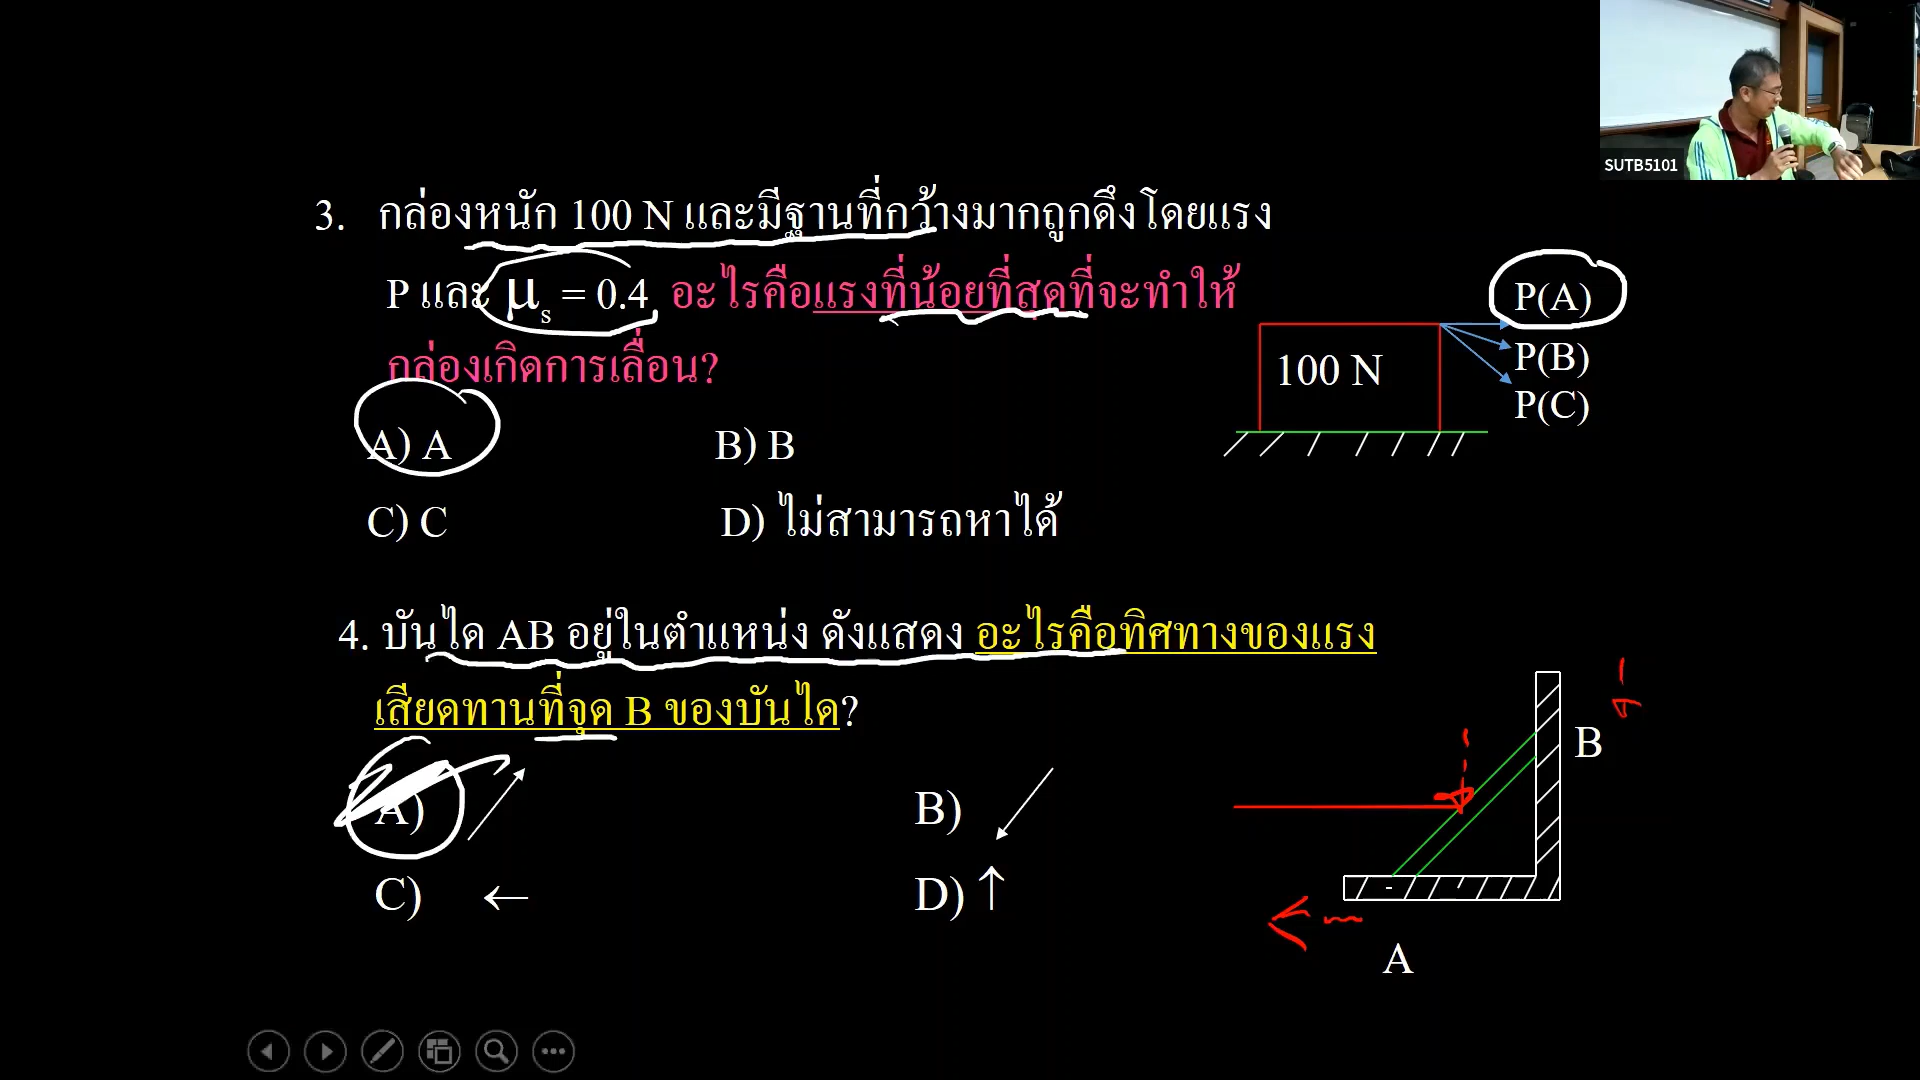 SUTB5101
3. กล่องหนัก 100 N และมีฐานที่กว้างมากถูกดึงโดยแรง
P และ μs = 0.4 อะไรคือแรงที่น้อยที่สุดที่จะทำให้
กล่องเกิดการเลื่อน?
A) A
B) B
C) C
D) ไม่สามารถหาได้
100 N
P(A)
P(B)
P(C)
4. บันได AB อยู่ในตำแหน่ง ดังแสดง อะไรคือทิศทางของแรง
เสียดทานที่จุด B ของบันได?
A)
B)
C) ←
D) ↑
B
A